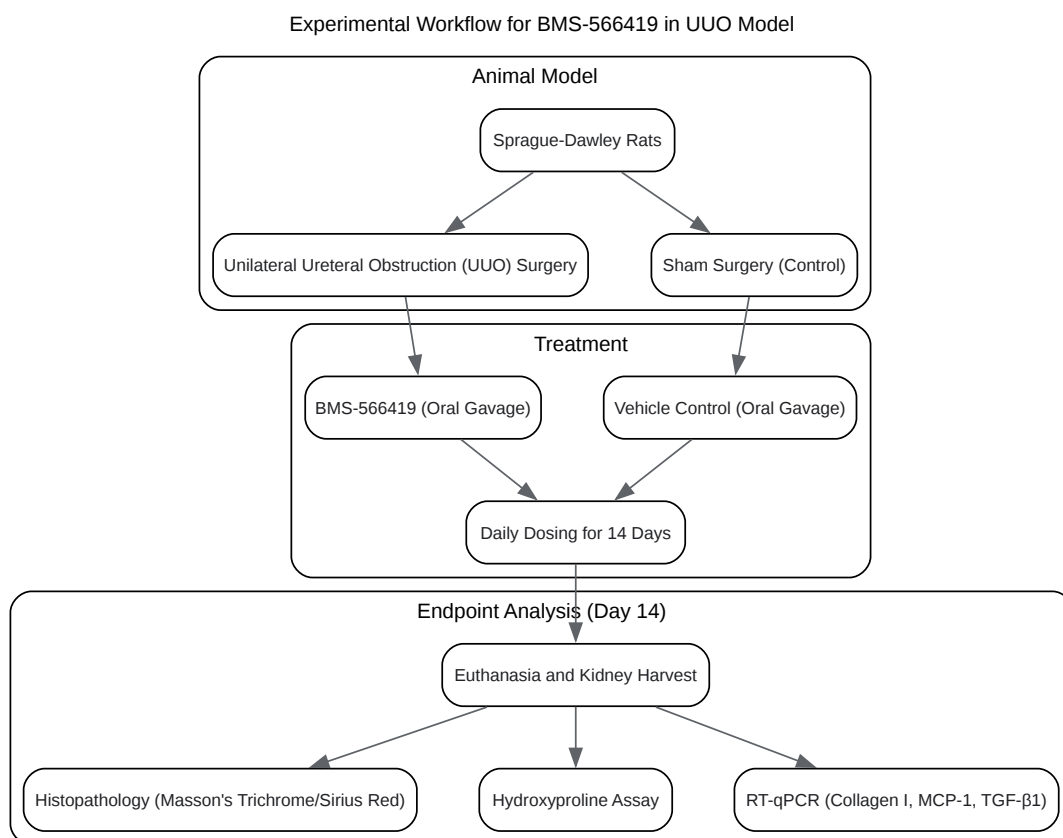 Experimental Workflow for BMS-566419 in UUO Model
Animal Model
Sprague-Dawley Rats
Unilateral Ureteral Obstruction (UUO) Surgery
Sham Surgery (Control)
Treatment
BMS-566419 (Oral Gavage)
Vehicle Control (Oral Gavage)
Daily Dosing for 14 Days
Endpoint Analysis (Day 14)
Euthanasia and Kidney Harvest
Histopathology (Masson's Trichrome/Sirius Red)
Hydroxyproline Assay
RT-qPCR (Collagen I, MCP-1, TGF-β1)